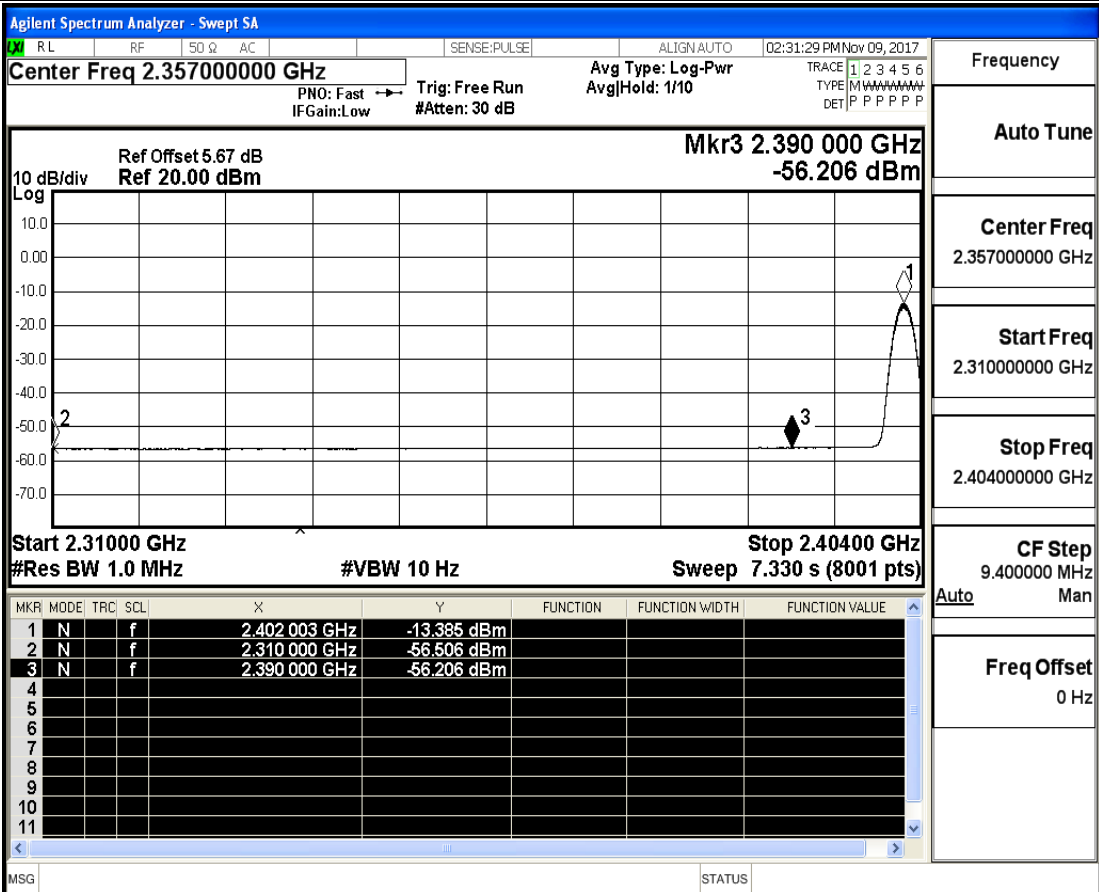 Agilent Spectrum Analyzer - Swept SA
LXI RL RF 50 Ω AC SENSE:PULSE ALIGN AUTO 02:31:29 PM Nov 09, 2017
Center Freq 2.357000000 GHz
PNO: Fast
IFGain:Low
Trig: Free Run
#Atten: 30 dB
Avg Type: Log-Pwr
Avg|Hold: 1/10
TRACE 1 2 3 4 5 6
TYPE M W W W W W
DET P P P P P P
Mkr3 2.390 000 GHz
-56.206 dBm
Ref Offset 5.67 dB
10 dB/div Ref 20.00 dBm
Log
10.0
0.00
-10.0
-20.0
-30.0
-40.0
-50.0
-60.0
-70.0
1
2
3
Start 2.31000 GHz Stop 2.40400 GHz
#Res BW 1.0 MHz #VBW 10 Hz Sweep 7.330 s (8001 pts)
MKR MODE TRC SCL X Y FUNCTION FUNCTION WIDTH FUNCTION VALUE
1 N f 2.402 003 GHz -13.385 dBm
2 N f 2.310 000 GHz -56.506 dBm
3 N f 2.390 000 GHz -56.206 dBm
4
5
6
7
8
9
10
11
MSG STATUS
Frequency
Auto Tune
Center Freq
2.357000000 GHz
Start Freq
2.310000000 GHz
Stop Freq
2.404000000 GHz
CF Step
9.400000 MHz
Auto Man
Freq Offset
0 Hz